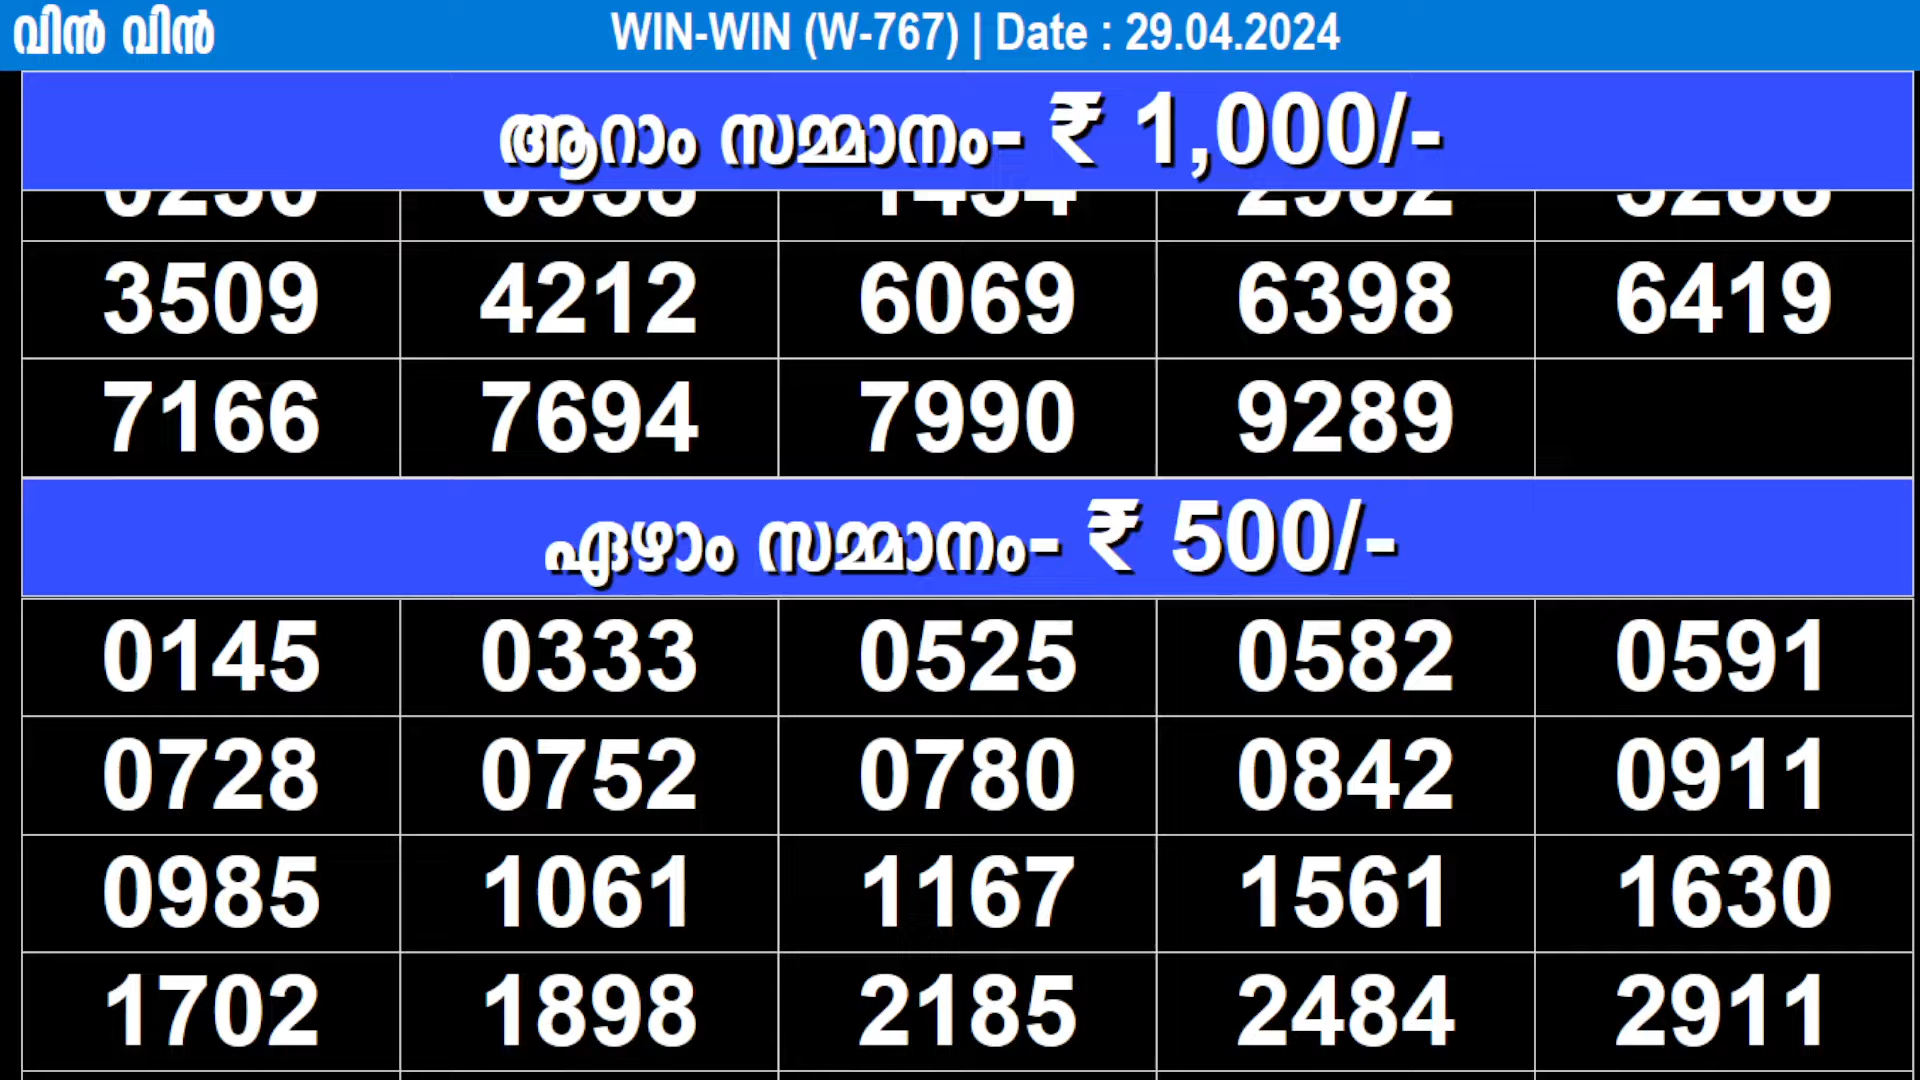 വിൻ വിൻ WIN-WIN (W-767) | Date : 29.04.2024
ആറാം സമ്മാനം- ₹ 1,000/-
3509 4212 6069 6398 6419
7166 7694 7990 9289
ഏഴാം സമ്മാനം- ₹ 500/-
0145 0333 0525 0582 0591
0728 0752 0780 0842 0911
0985 1061 1167 1561 1630
1702 1898 2185 2484 2911